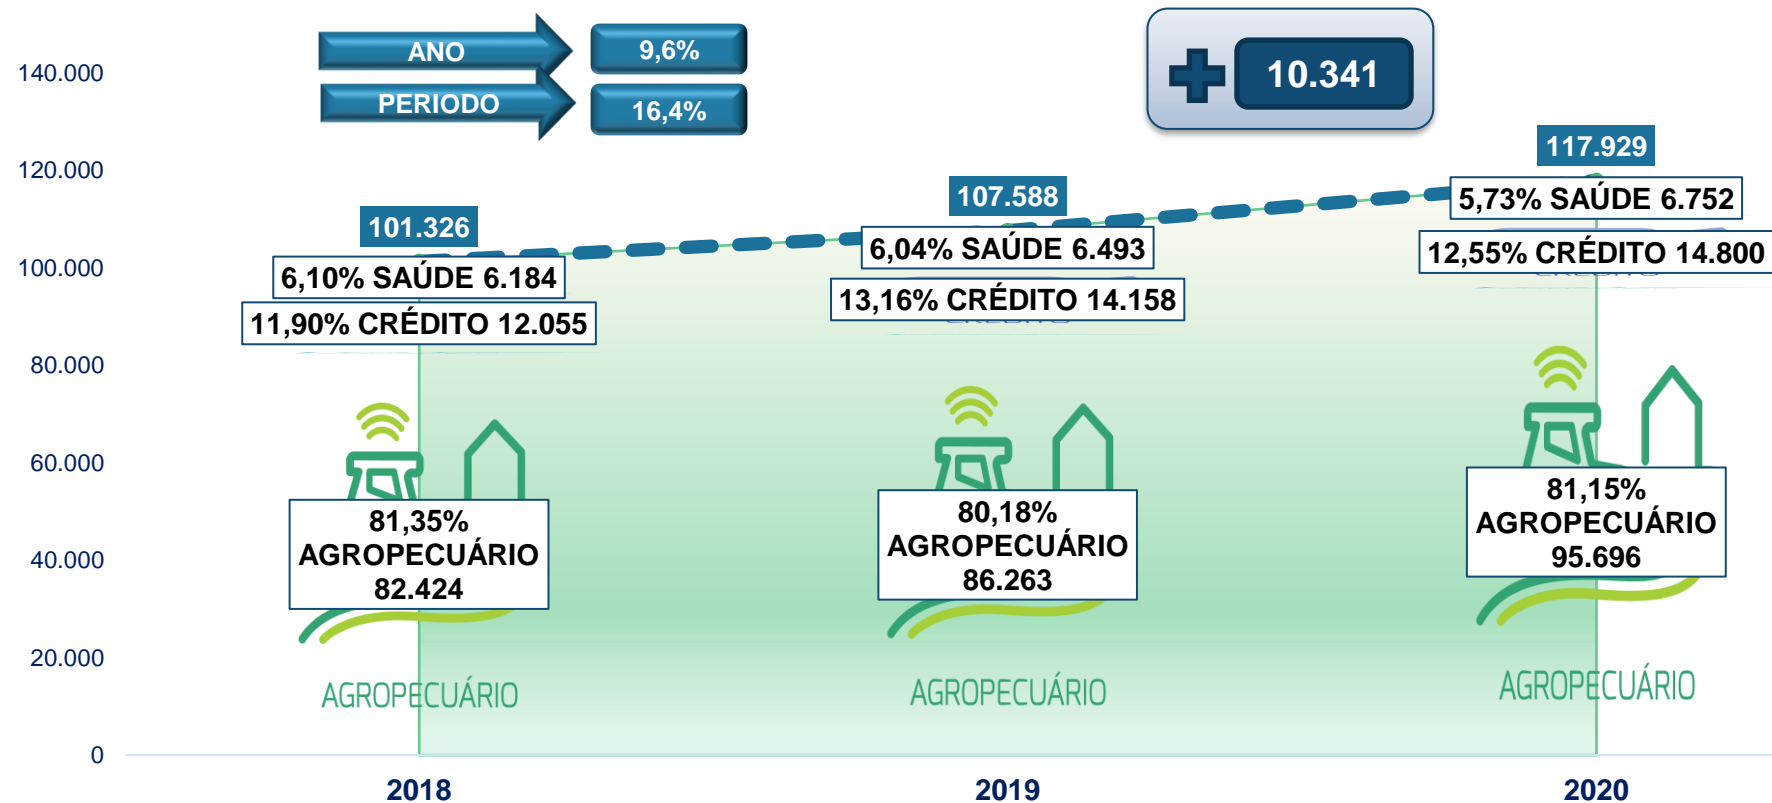 ANO
9,6%
PERIODO
16,4%
10.341
140.000
120.000
100.000
80.000
60.000
40.000
20.000
0
101.326
6,10% SAÚDE 6.184
11,90% CRÉDITO 12.055
81,35%
AGROPECUÁRIO
82.424
AGROPECUÁRIO
2018
107.588
6,04% SAÚDE 6.493
13,16% CRÉDITO 14.158
CRÉDITO
80,18%
AGROPECUÁRIO
86.263
AGROPECUÁRIO
2019
117.929
5,73% SAÚDE 6.752
12,55% CRÉDITO 14.800
CRÉDITO
81,15%
AGROPECUÁRIO
95.696
AGROPECUÁRIO
2020